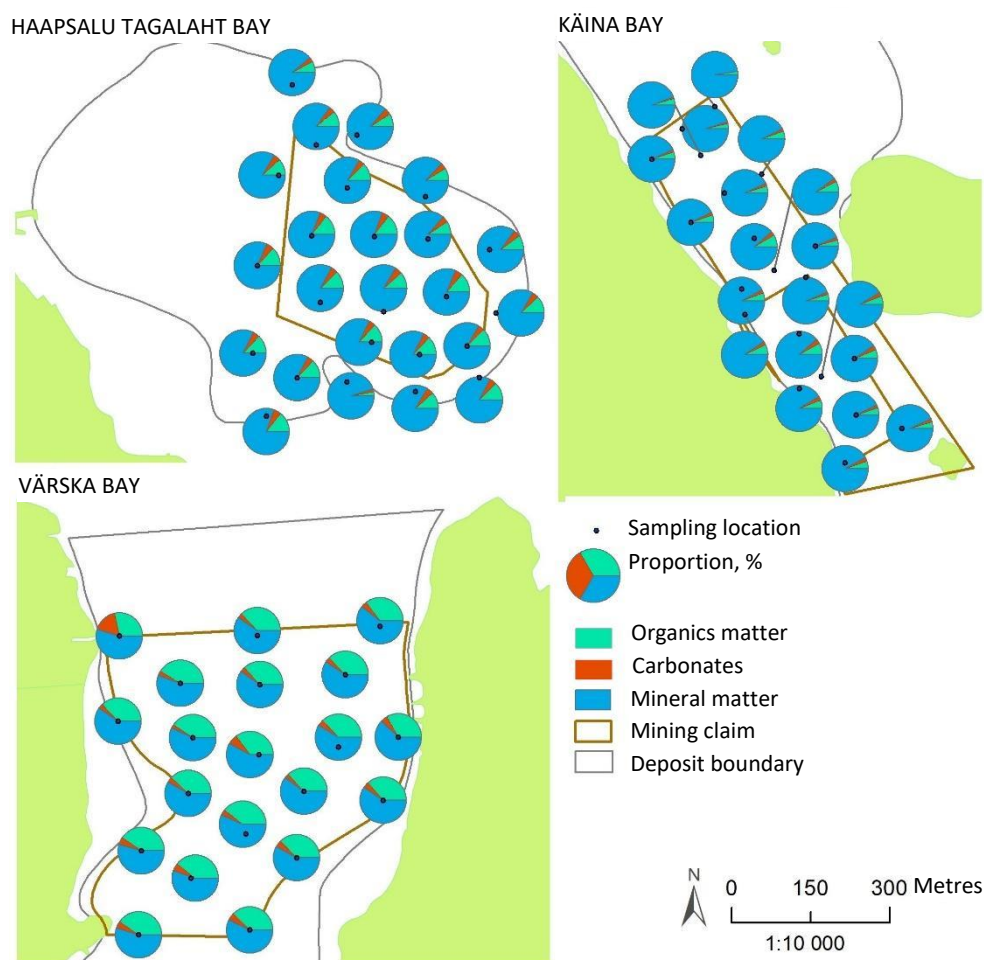 HAAPSALU TAGALAHT BAY
KÄINA BAY
VÄRSKA BAY
Sampling location
Proportion, %
Organics matter
Carbonates
Mineral matter
Mining claim
Deposit boundary
N
0 150 300 Metres
1:10 000